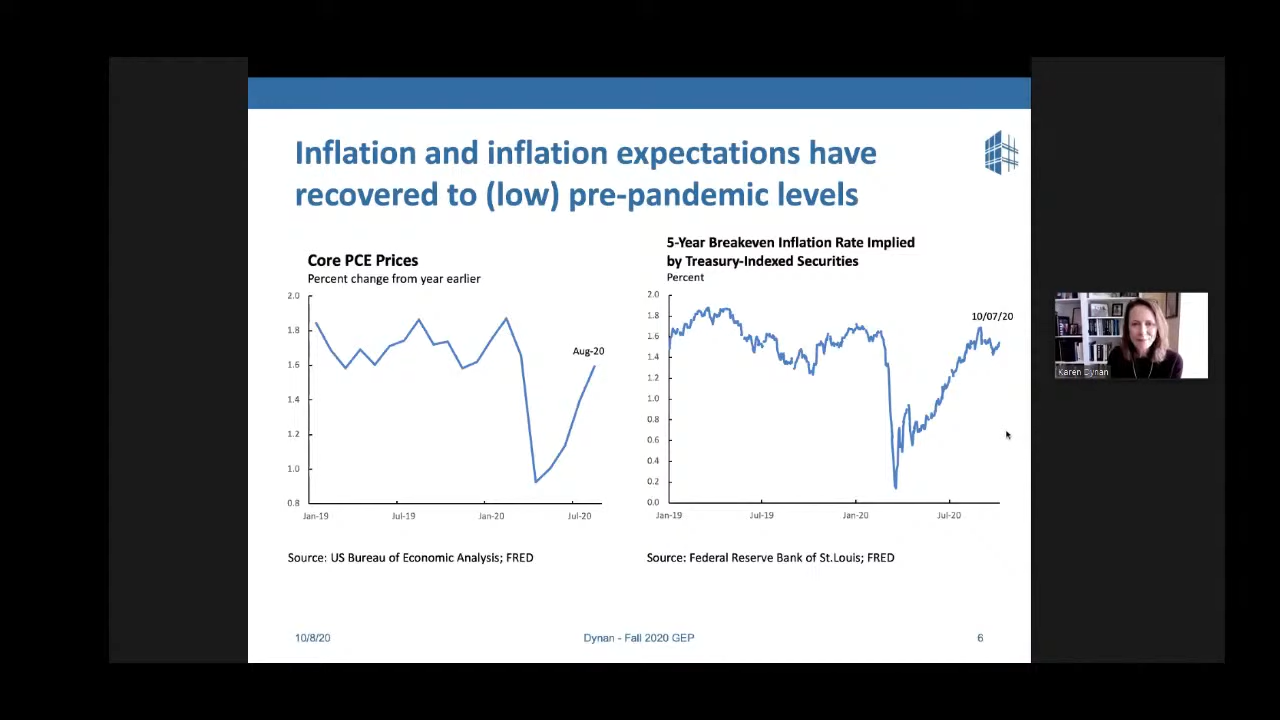 Inflation and inflation expectations have
recovered to (low) pre-pandemic levels
Core PCE Prices
Percent change from year earlier
2.0
1.8
1.6
1.4
1.2
1.0
0.8
Aug-20
Jan-19
Jul-19
Jan-20
Jul-20
Source: US Bureau of Economic Analysis; FRED
5-Year Breakeven Inflation Rate Implied
by Treasury-Indexed Securities
Percent
2.0
1.8
1.6
1.4
1.2
1.0
0.8
0.6
0.4
0.2
0.0
10/07/20
Jan-19
Jul-19
Jan-20
Jul-20
Source: Federal Reserve Bank of St.Louis; FRED
10/8/20
Dynan - Fall 2020 GEP
6
Karen Dynan